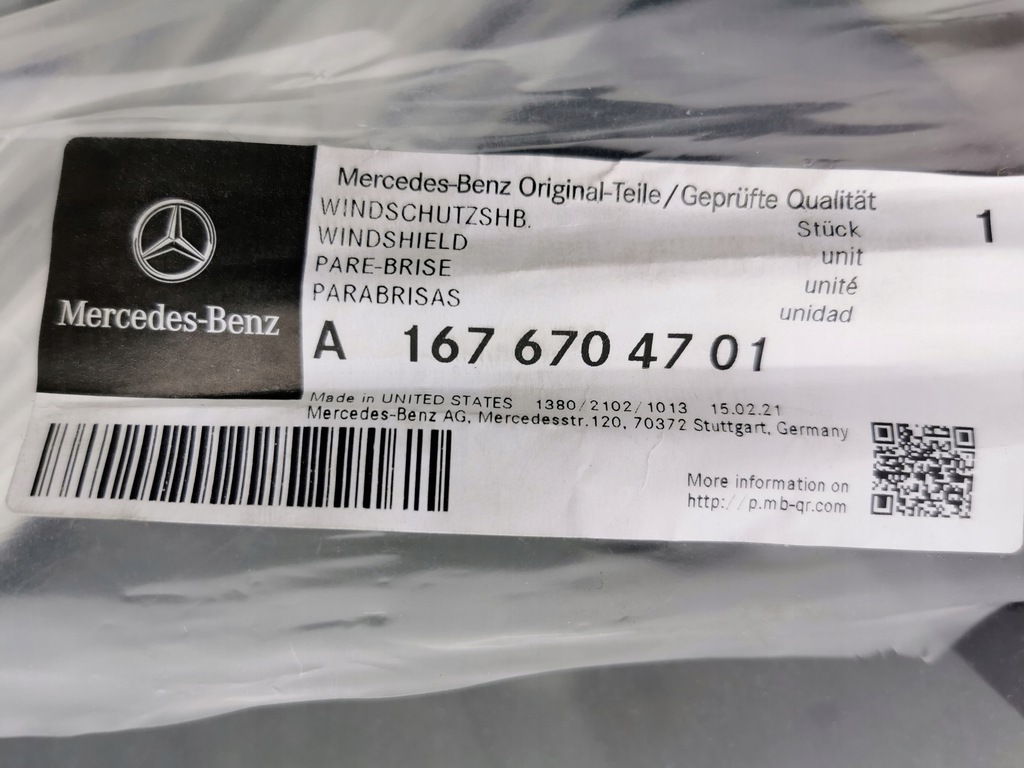 Mercedes-Benz
Mercedes-Benz Original-Teile/Geprüfte Qualität
WINDSCHUTZSHB. Stück 1
WINDSHIELD unit
PARE-BRISE unité
PARABRISAS unidad
A 167 670 47 01
Made in UNITED STATES 1380/2102/1013 15.02.21
Mercedes-Benz AG, Mercedesstr.120, 70372 Stuttgart, Germany
More information on
http://p.mb-qr.com